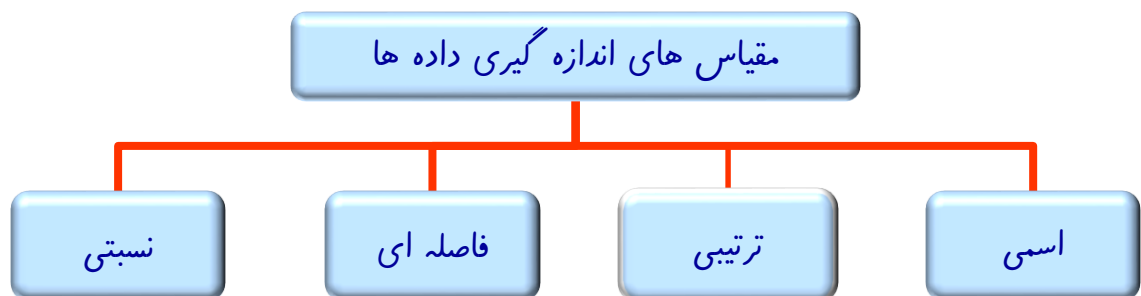 مقیاس های اندازه گیری داده ها
اسمی
ترتیبی
فاصله ای
نسبتی